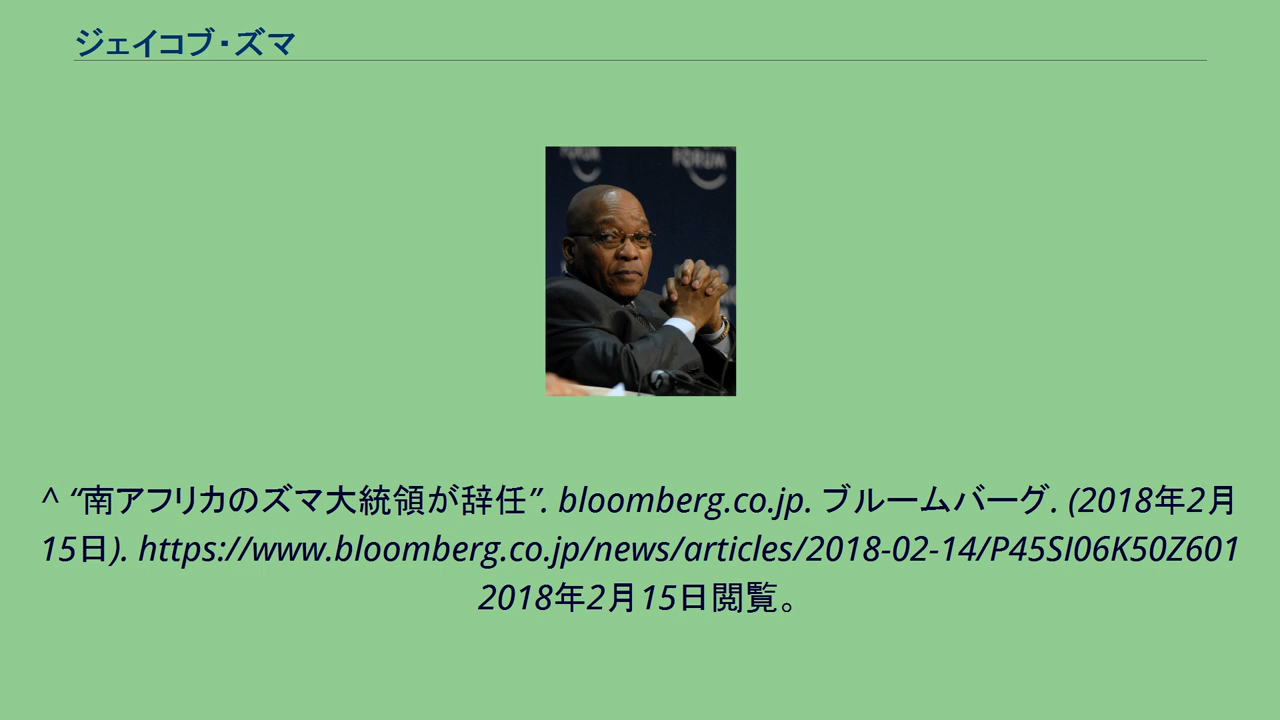 ジェイコブ・ズマ
FORUM
FORUM
^ “南アフリカのズマ大統領が辞任”. bloomberg.co.jp. ブルームバーグ. (2018年2月
15日). https://www.bloomberg.co.jp/news/articles/2018-02-14/P45SI06K50Z601
2018年2月15日閲覧。